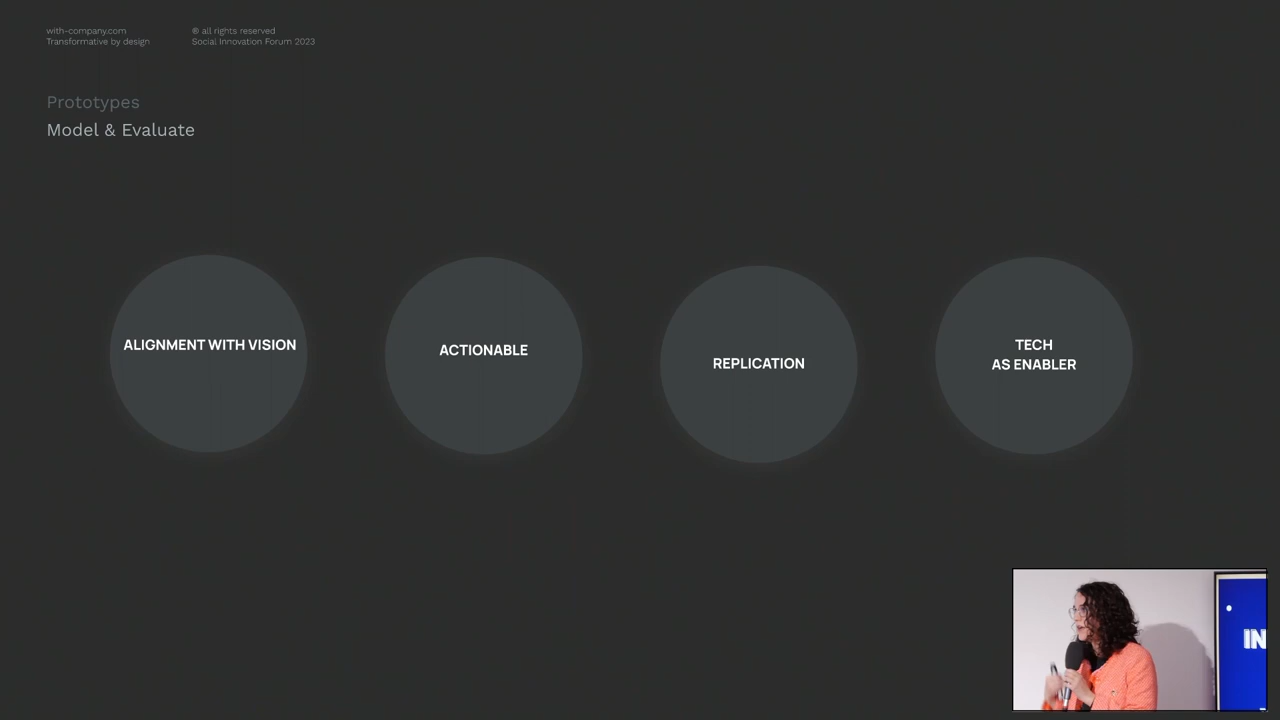 with-company.com
Transformative by design
® all rights reserved
Social Innovation Forum 2023
Prototypes
Model & Evaluate
ALIGNMENT WITH VISION
ACTIONABLE
REPLICATION
TECH
AS ENABLER
IN